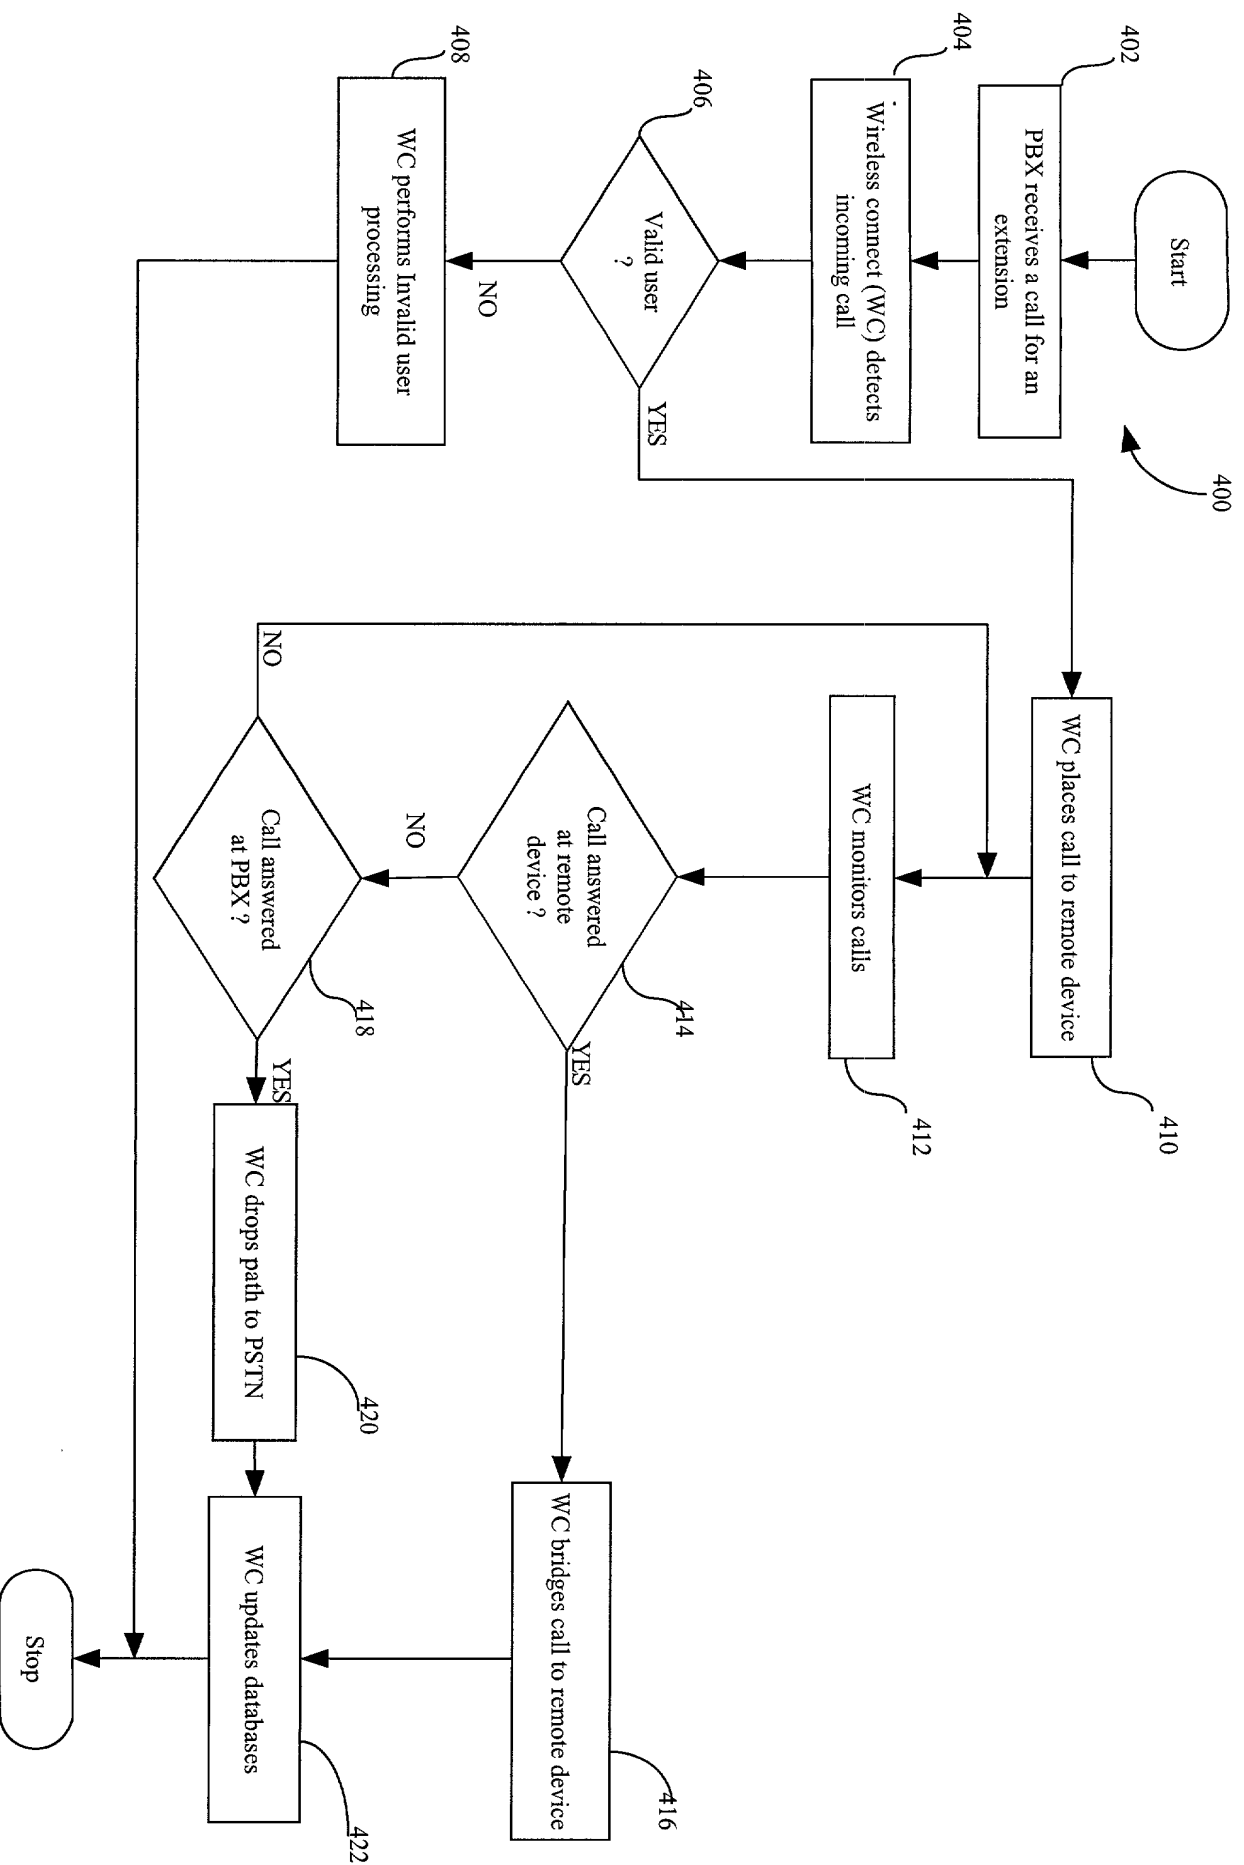 400
Start
402
PBX receives a call for an
extension
404
Wireless connect (WC) detects
incoming call
406
Valid user
?
YES
NO
408
WC performs Invalid user
processing
410
WC places call to remote device
412
WC monitors calls
414
Call answered
at remote
device ?
YES
NO
418
Call answered
at PBX ?
NO
YES
416
WC bridges call to remote device
420
WC drops path to PSTN
422
WC updates databases
Stop